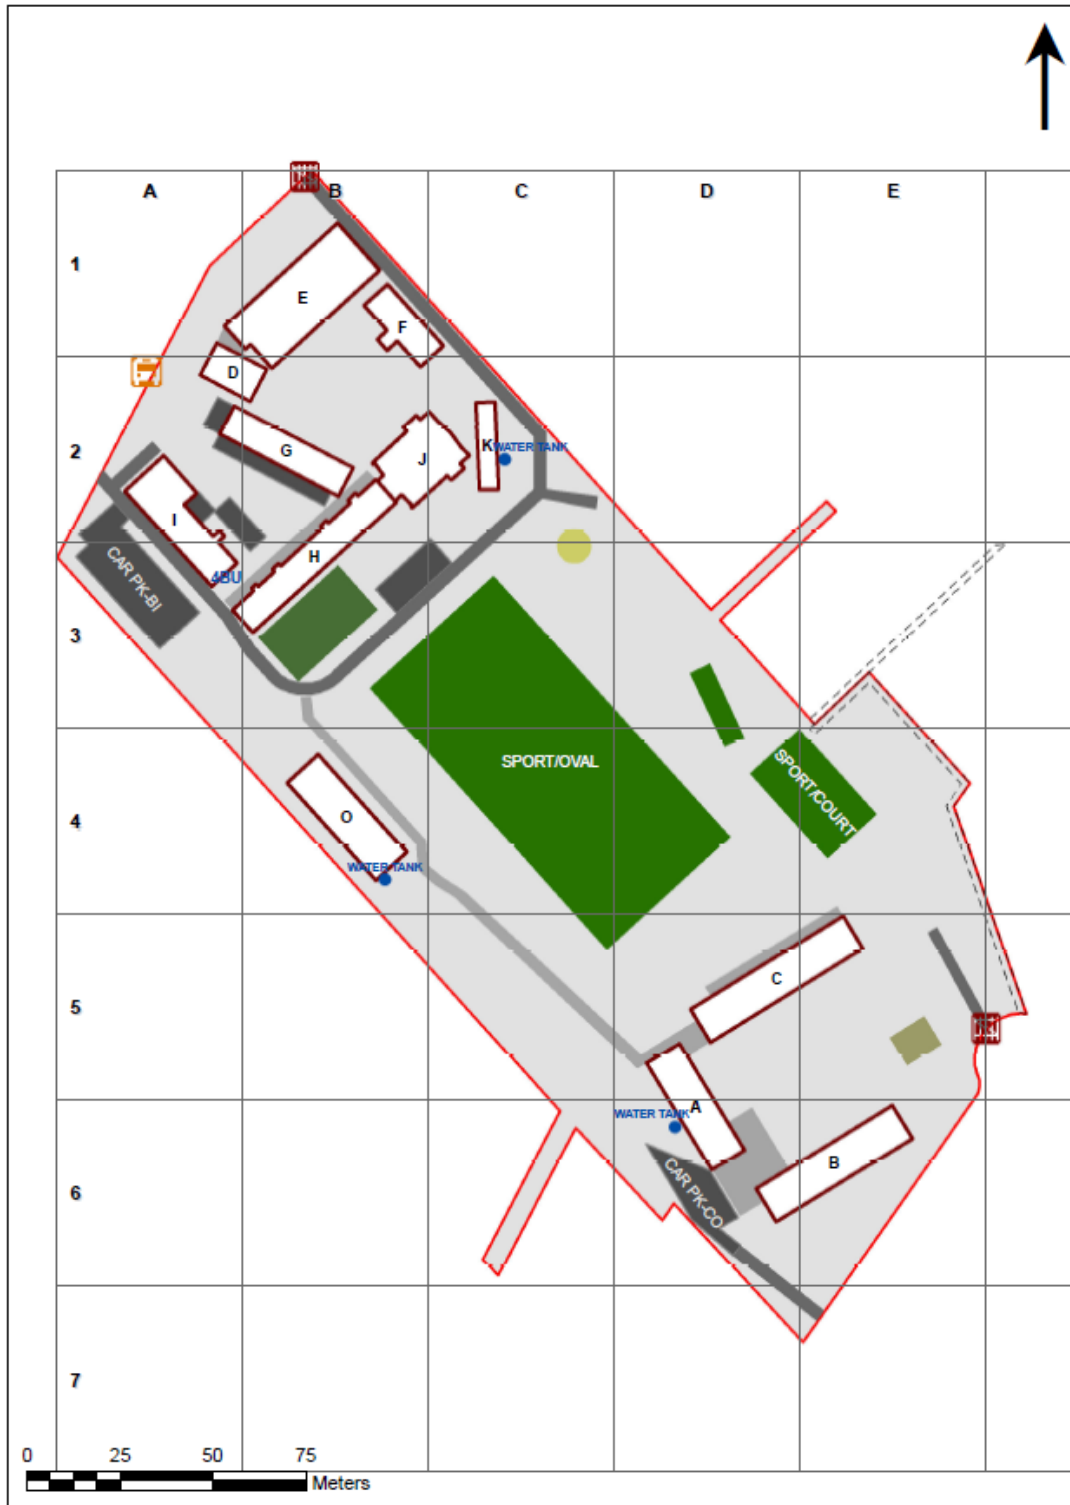 A B C D E
1
E
F
D
2
G
J
K
WATER TANK
I
H
CAR PK-BI
4BU
3
SPORT/OVAL
SPORT/COURT
4
O
WATER TANK
C
5
A
WATER TANK
B
CAR PK-CO
6
7
0 25 50 75
Meters